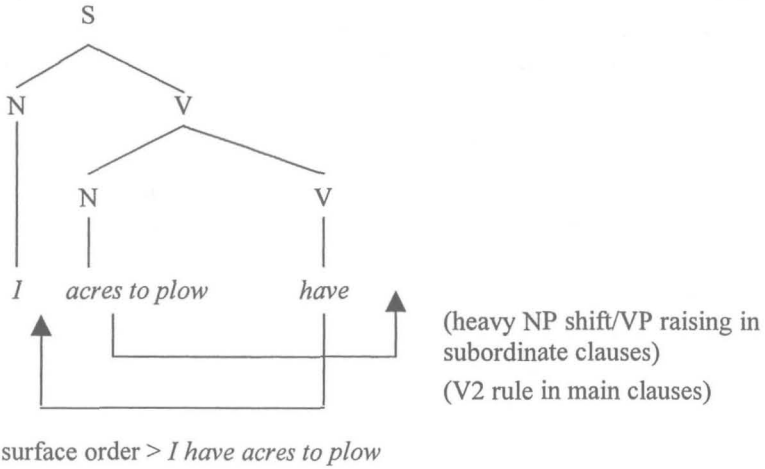 S
N V
N V
I acres to plow have
(heavy NP shift/VP raising in
subordinate clauses)
(V2 rule in main clauses)
surface order > I have acres to plow